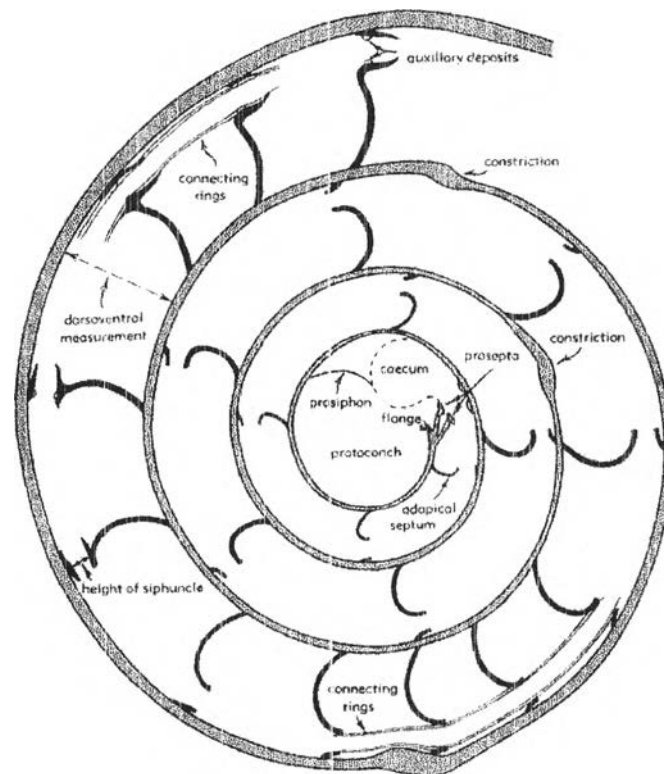 auxillary deposits
constriction
connecting
rings
dorsoventral
measurement
constriction
prosepta
caecum
prosiphon
flange
protoconch
adapical
septum
height of siphuncle
connecting
rings